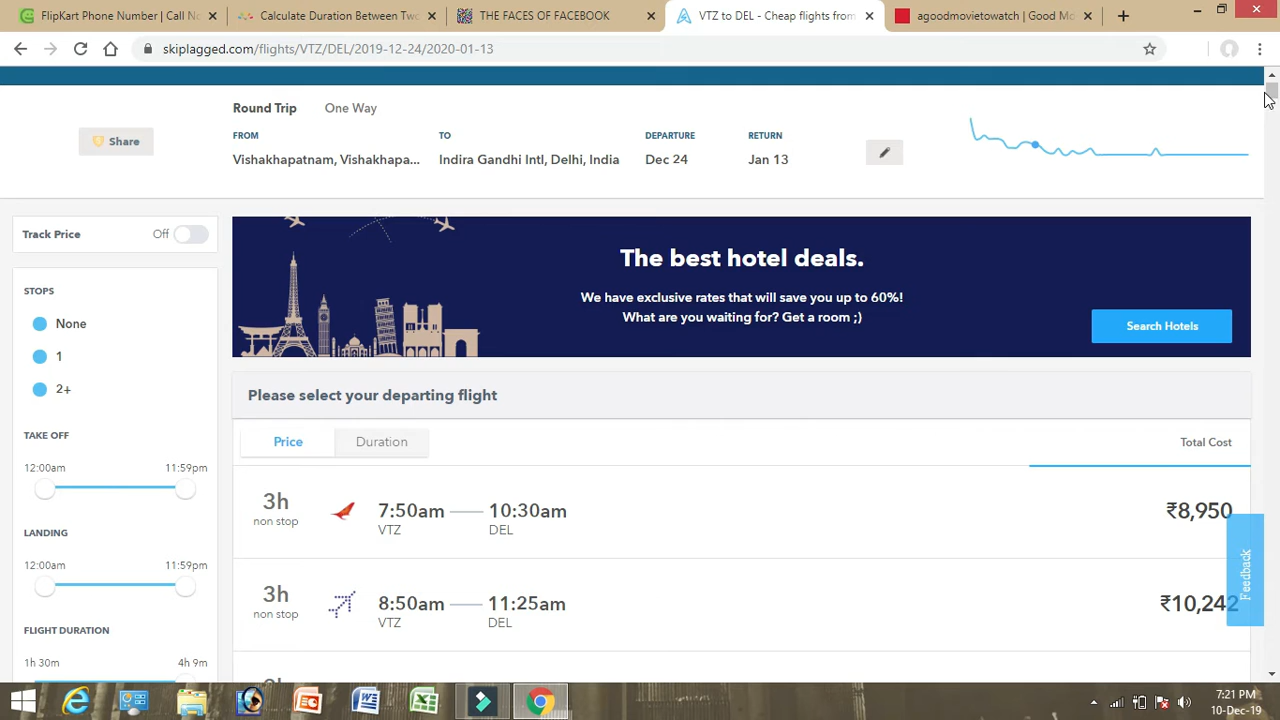 FlipKart Phone Number | Call No
Calculate Duration Between Two
THE FACES OF FACEBOOK
VTZ to DEL - Cheap flights from
agoodmovietowatch | Good Mo
skiplagged.com/flights/VTZ/DEL/2019-12-24/2020-01-13
Share
Round Trip One Way
FROM TO DEPARTURE RETURN
Vishakhapatnam, Vishakhapa... Indira Gandhi Intl, Delhi, India Dec 24 Jan 13
Track Price Off
The best hotel deals.
We have exclusive rates that will save you up to 60%!
What are you waiting for? Get a room ;)
Search Hotels
STOPS
None
1
2+
TAKE OFF
12:00am 11:59pm
LANDING
12:00am 11:59pm
FLIGHT DURATION
1h 30m 4h 9m
Please select your departing flight
Price Duration Total Cost
3h 7:50am 10:30am ₹8,950
non stop VTZ DEL
3h 8:50am 11:25am ₹10,242
non stop VTZ DEL
Feedback
7:21 PM
10-Dec-19